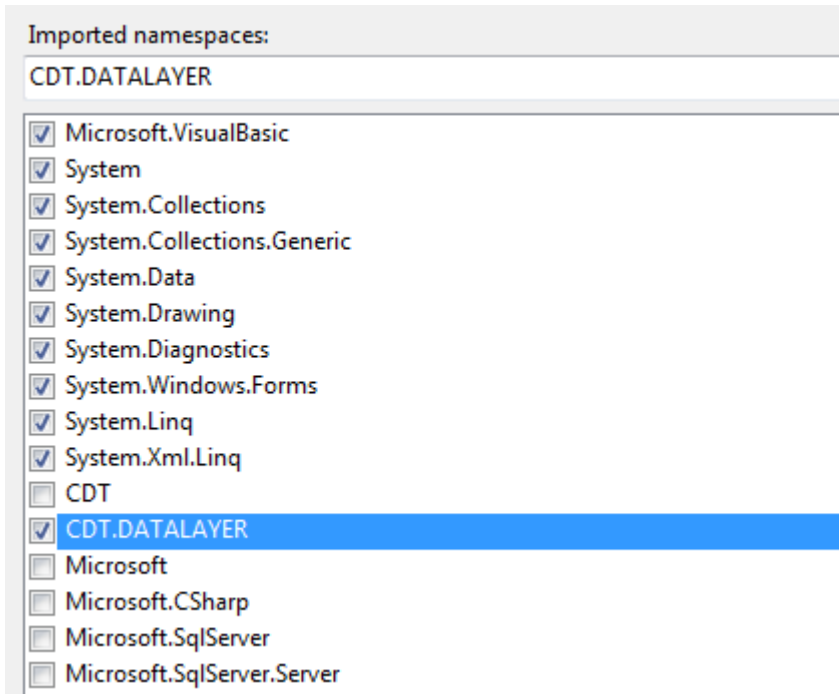 Imported namespaces:
CDT.DATALAYER
Microsoft.VisualBasic
System
System.Collections
System.Collections.Generic
System.Data
System.Drawing
System.Diagnostics
System.Windows.Forms
System.Linq
System.Xml.Linq
CDT
CDT.DATALAYER
Microsoft
Microsoft.CSharp
Microsoft.SqlServer
Microsoft.SqlServer.Server